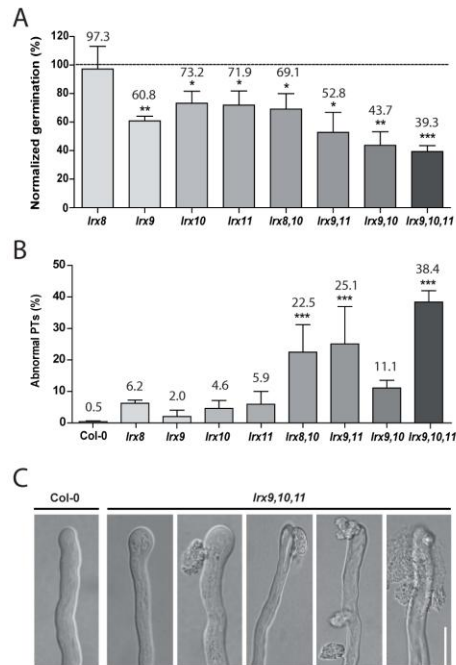 A
Normalized germination (%)
120
100
80
60
40
20
0
97.3
60.8
**
73.2
*
71.9
*
69.1
*
52.8
*
43.7
**
39.3
***
lrx8
lrx9
lrx10
lrx11
lrx8,10
lrx9,11
lrx9,10
lrx9,10,11
B
Abnormal PTs (%)
50
40
30
20
10
0
0.5
6.2
2.0
4.6
5.9
22.5
***
25.1
***
11.1
38.4
***
Col-0
lrx8
lrx9
lrx10
lrx11
lrx8,10
lrx9,11
lrx9,10
lrx9,10,11
C
Col-0
lrx9,10,11